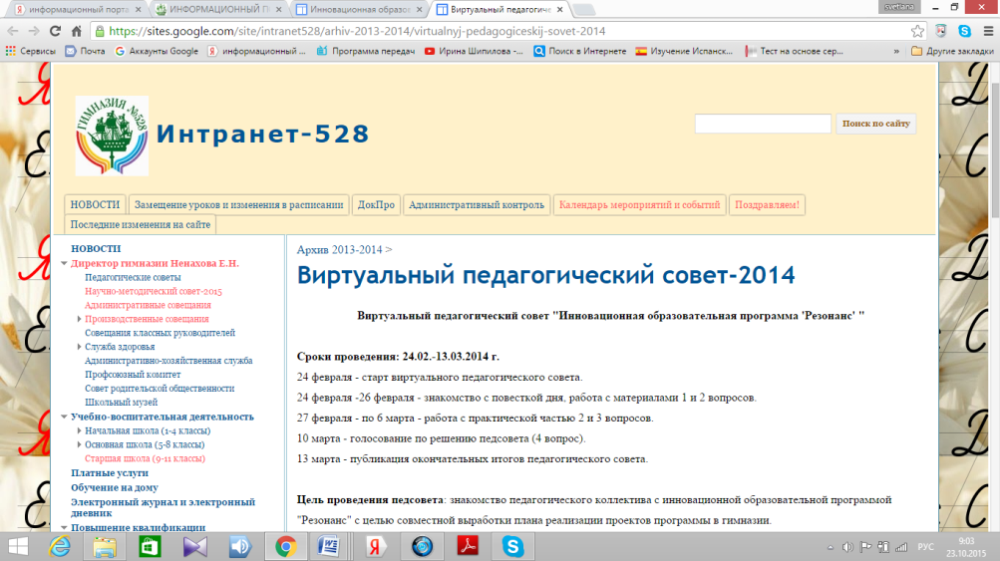 информационный порта
ИНФОРМАЦИОННЫЙ П
Инновационная образов
Виртуальный педагогиче
svetlana
https://sites.google.com/site/intranet528/arhiv-2013-2014/virtualnyj-pedagogiceskij-sovet-2014
Сервисы Почта Аккаунты Google информационный ... Программа передач Ирина Шипилова -... Поиск в Интернете Изучение Испанск... Тест на основе сер... » Другие закладки
ГИМНАЗИЯ №528
Интранет-528
Поиск по сайту
НОВОСТИ Замещение уроков и изменения в расписании ДокПро Административный контроль Календарь мероприятий и событий Поздравляем!
Последние изменения на сайте
НОВОСТИ
Директор гимназии Ненахова Е.Н.
Педагогические советы
Научно-методический совет-2015
Административные совещания
Производственные совещания
Совещания классных руководителей
Служба здоровья
Административно-хозяйственная служба
Профсоюзный комитет
Совет родительской общественности
Школьный музей
Учебно-воспитательная деятельность
Начальная школа (1-4 классы)
Основная школа (5-8 классы)
Старшая школа (9-11 классы)
Платные услуги
Обучение на дому
Электронный журнал и электронный
дневник
Повышение квалификации
Архив 2013-2014 >
Виртуальный педагогический совет-2014
Виртуальный педагогический совет "Инновационная образовательная программа 'Резонанс' "
Сроки проведения: 24.02.-13.03.2014 г.
24 февраля - старт виртуального педагогического совета.
24 февраля -26 февраля - знакомство с повесткой дня, работа с материалами 1 и 2 вопросов.
27 февраля - по 6 марта - работа с практической частью 2 и 3 вопросов.
10 марта - голосование по решению педсовета (4 вопрос).
13 марта - публикация окончательных итогов педагогического совета.
Цель проведения педсовета: знакомство педагогического коллектива с инновационной образовательной программой
"Резонанс" с целью совместной выработки плана реализации проектов программы в гимназии.
РУС
9:03
23.10.2015